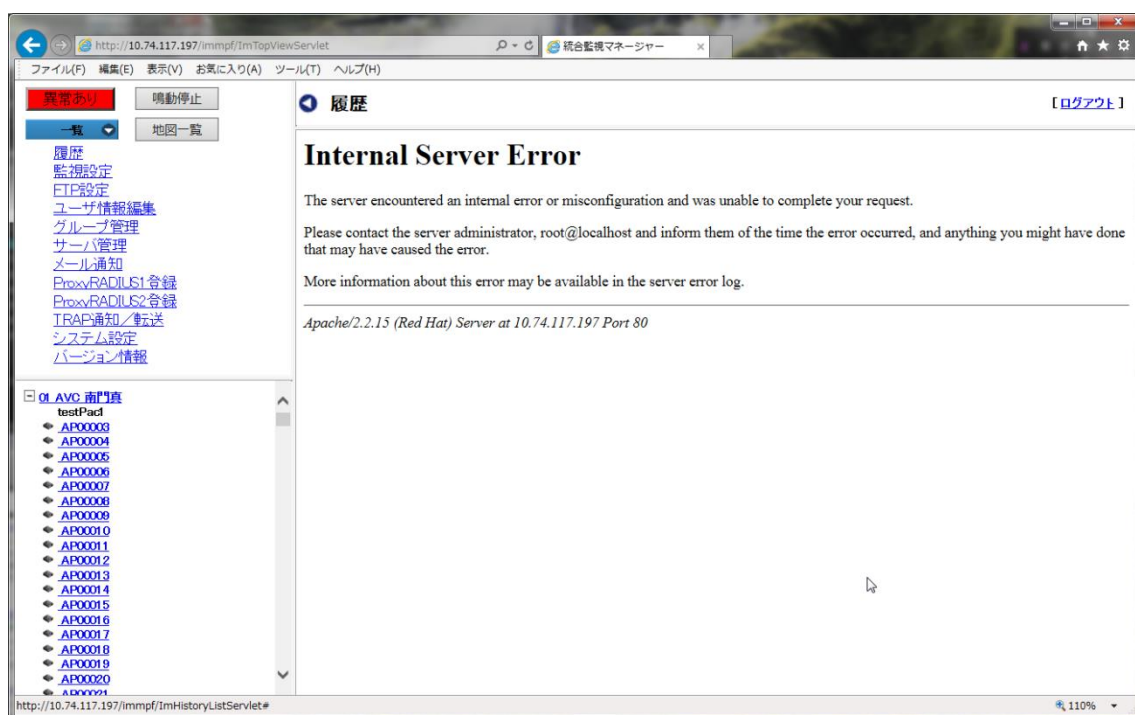 http://10.74.117.197/immpf/ImTopViewServlet
統合監視マネージャー
ファイル(F) 編集(E) 表示(V) お気に入り(A) ツール(T) ヘルプ(H)
異常あり 鳴動停止
一覧 地図一覧
履歴
監視設定
FTP設定
ユーザ情報編集
グループ管理
サーバ管理
メール通知
ProxyRADIUS1登録
ProxyRADIUS2登録
TRAP通知／転送
システム設定
バージョン情報
01 AVC 南門真
testPacl
AP00003
AP00004
AP00005
AP00006
AP00007
AP00008
AP00009
AP00010
AP00011
AP00012
AP00013
AP00014
AP00015
AP00016
AP00017
AP00018
AP00019
AP00020
AP00021
履歴 [ログアウト]
Internal Server Error
The server encountered an internal error or misconfiguration and was unable to complete your request.
Please contact the server administrator, root@localhost and inform them of the time the error occurred, and anything you might have done
that may have caused the error.
More information about this error may be available in the server error log.
Apache/2.2.15 (Red Hat) Server at 10.74.117.197 Port 80
http://10.74.117.197/immpf/ImHistoryListServlet#
110%